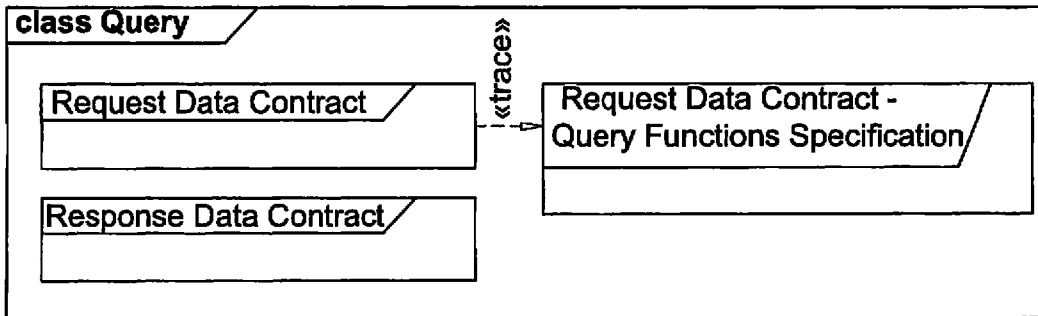 class Query
Request Data Contract
«trace»
Request Data Contract -
Query Functions Specification
Response Data Contract